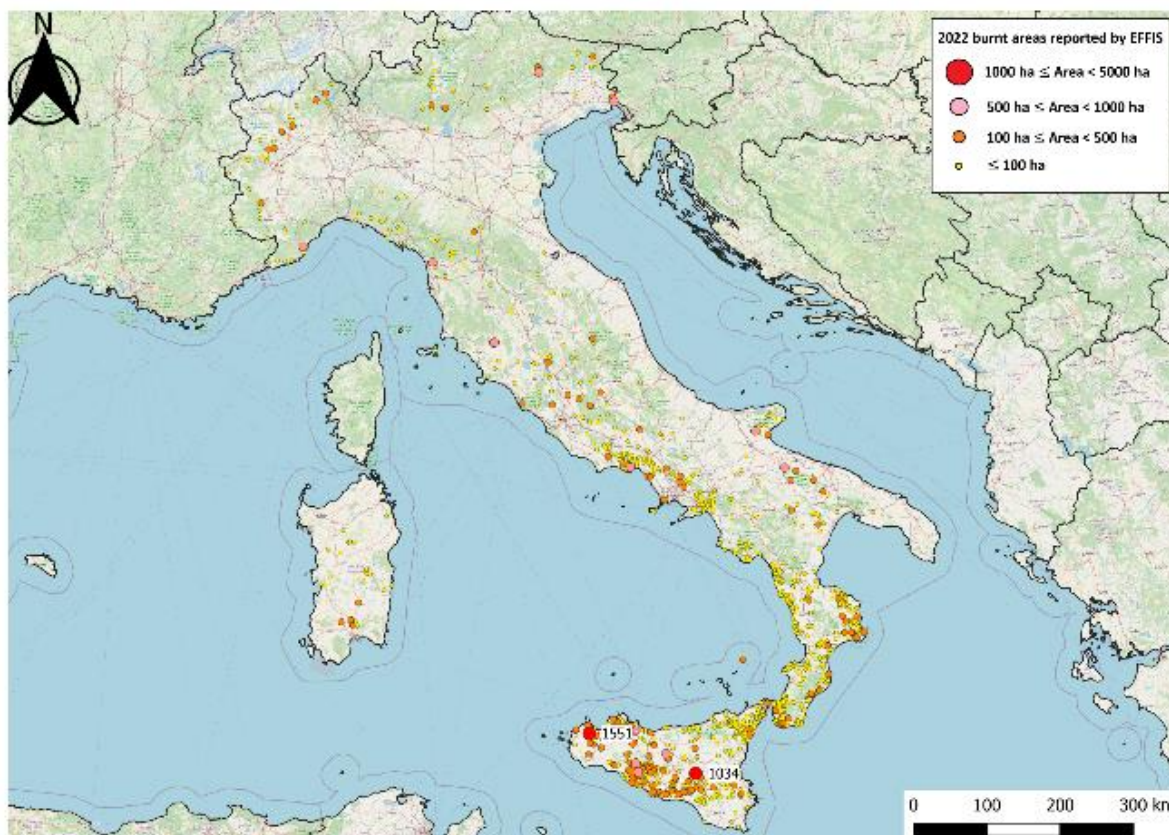 N
2022 burnt areas reported by EFFIS
1000 ha ≤ Area < 5000 ha
500 ha ≤ Area < 1000 ha
100 ha ≤ Area < 500 ha
≤ 100 ha
1551
1034
0 100 200 300 km